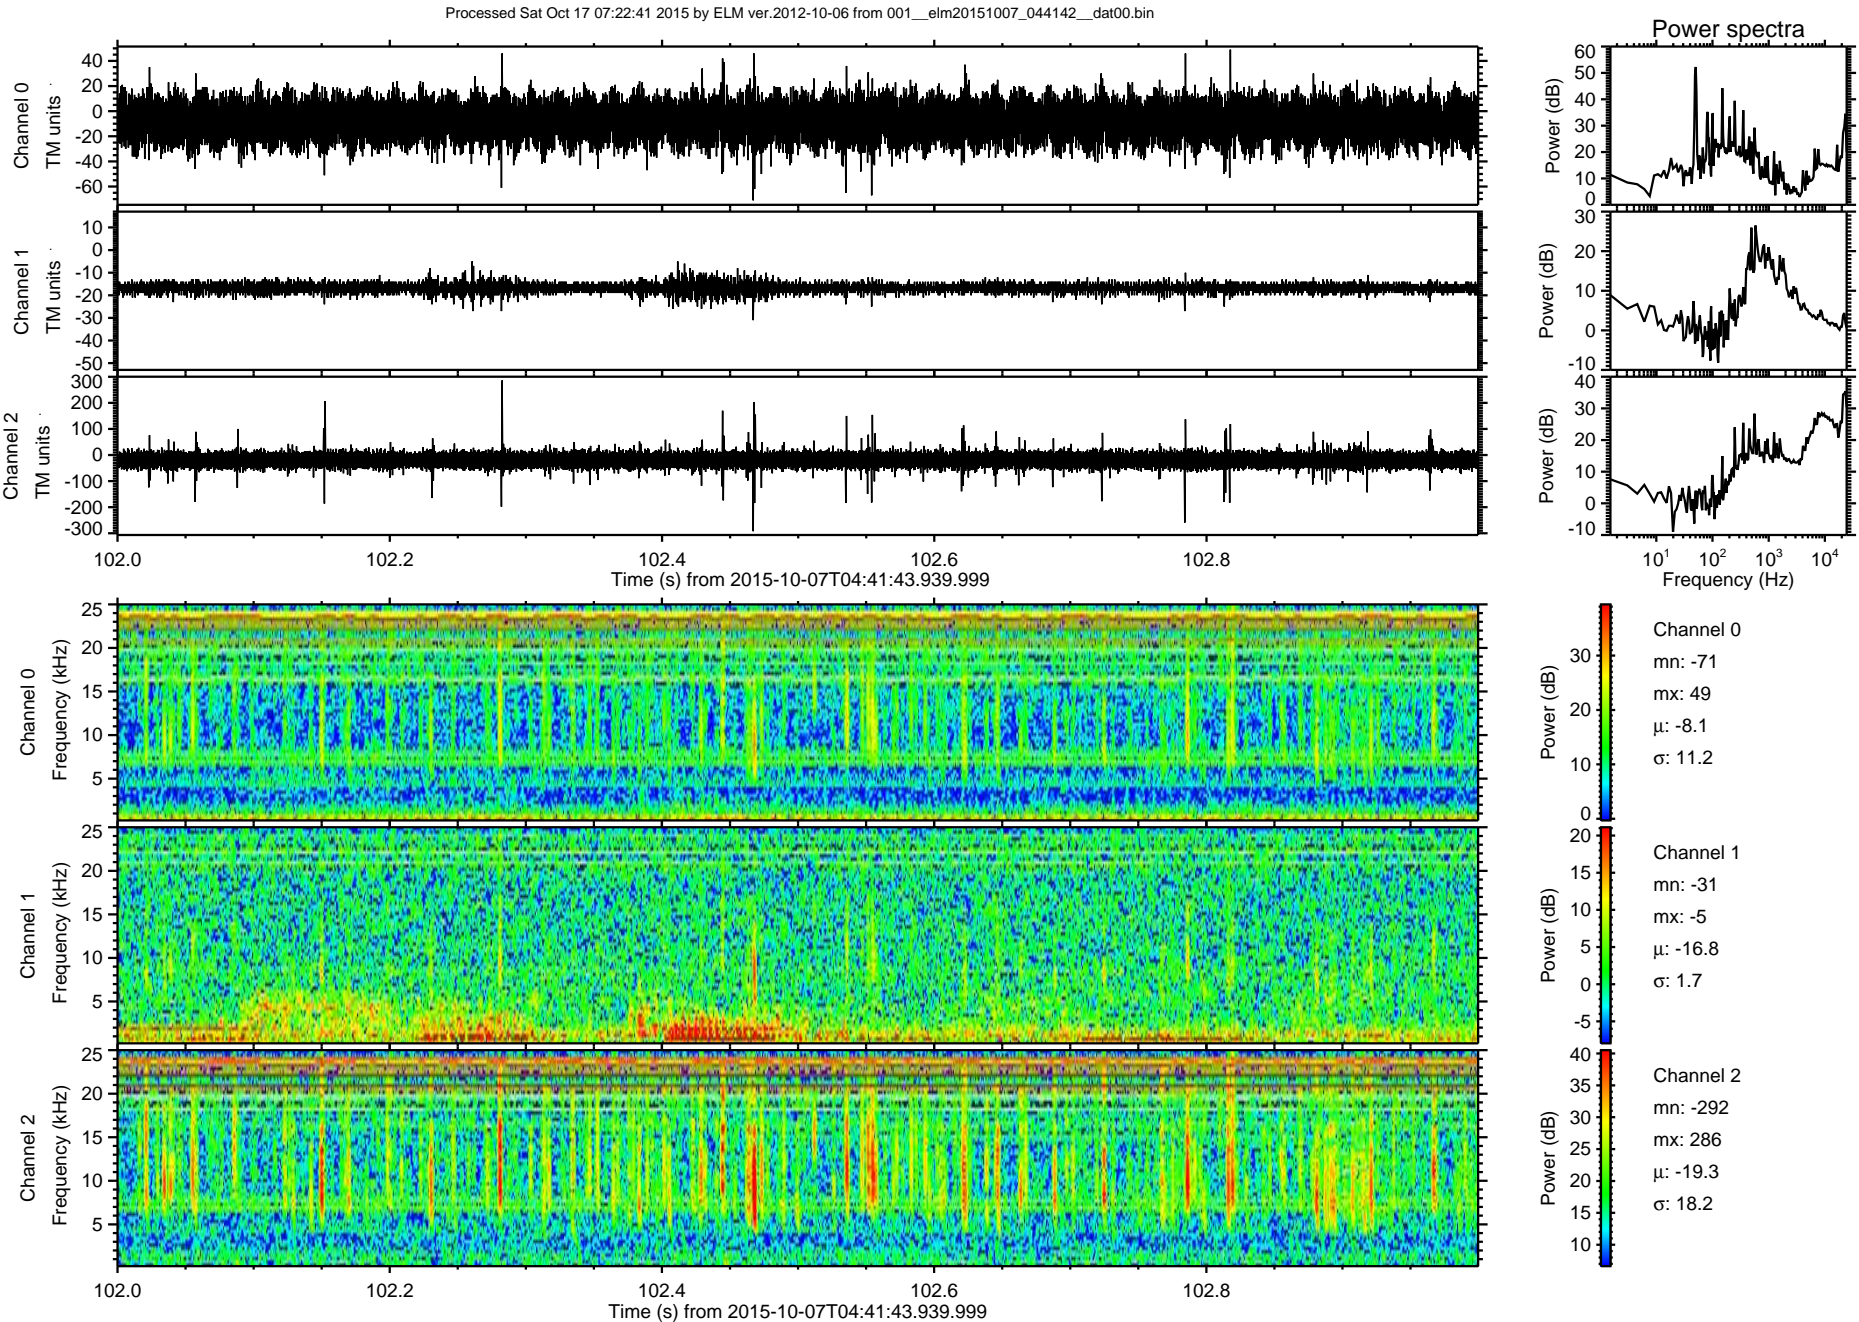 Processed Sat Oct 17 07:22:41 2015 by ELM ver.2012-10-06 from 001__elm20151007_044142__dat00.bin
Power spectra
Channel 0
TM units
40
20
0
-20
-40
-60
Power (dB)
60
50
40
30
20
10
0
Channel 1
TM units
10
0
-10
-20
-30
-40
-50
Power (dB)
30
20
10
0
-10
Channel 2
TM units
300
200
100
0
-100
-200
-300
Power (dB)
40
30
20
10
0
-10
102.0
102.2
102.4
102.6
102.8
Time (s) from 2015-10-07T04:41:43.939.999
10^1
10^2
10^3
10^4
Frequency (Hz)
Channel 0
Frequency (kHz)
25
20
15
10
5
Power (dB)
30
20
10
0
Channel 0
mn: -71
mx: 49
μ: -8.1
σ: 11.2
Channel 1
Frequency (kHz)
25
20
15
10
5
Power (dB)
20
15
10
5
0
-5
Channel 1
mn: -31
mx: -5
μ: -16.8
σ: 1.7
Channel 2
Frequency (kHz)
25
20
15
10
5
Power (dB)
40
35
30
25
20
15
10
Channel 2
mn: -292
mx: 286
μ: -19.3
σ: 18.2
102.0
102.2
102.4
102.6
102.8
Time (s) from 2015-10-07T04:41:43.939.999